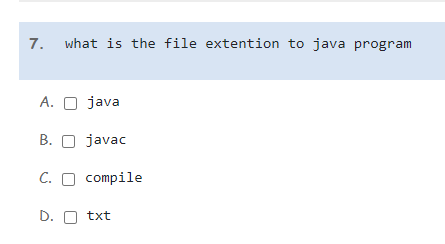 7. what is the file extention to java program
A. java
B. javac
C. compile
D. txt